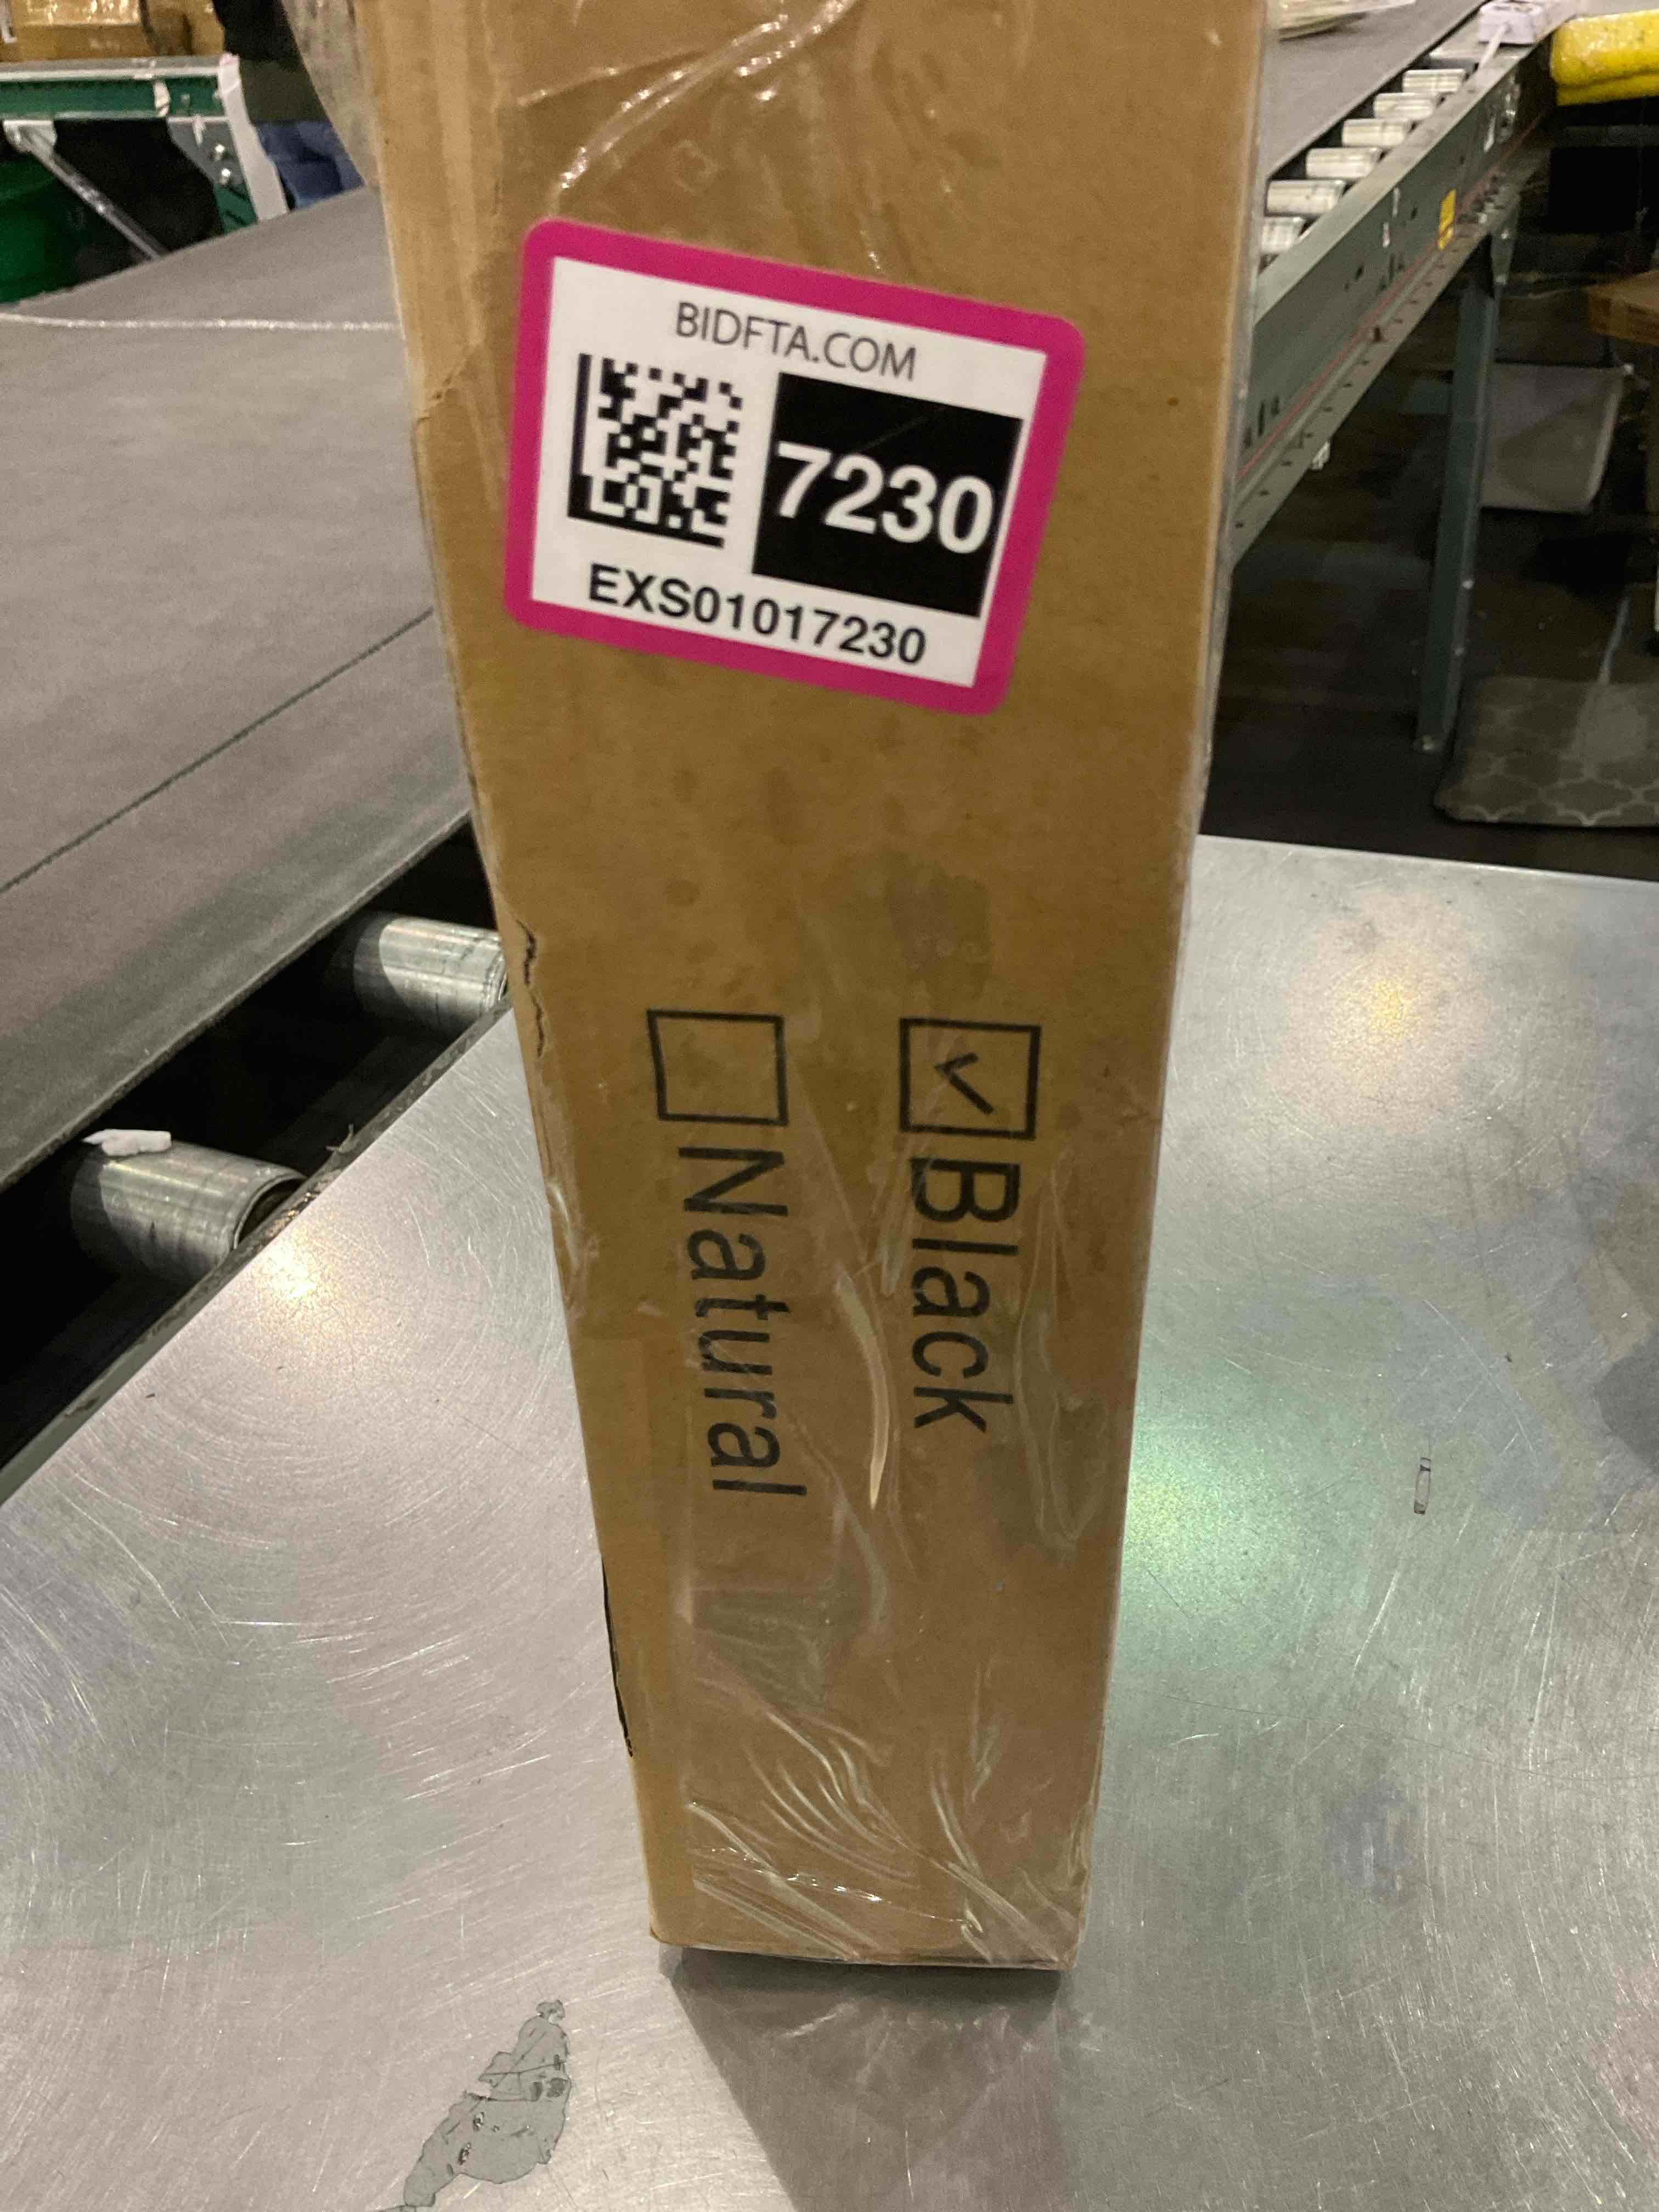 BIDFTA.COM
7230
EXS01017230
Black
Natural